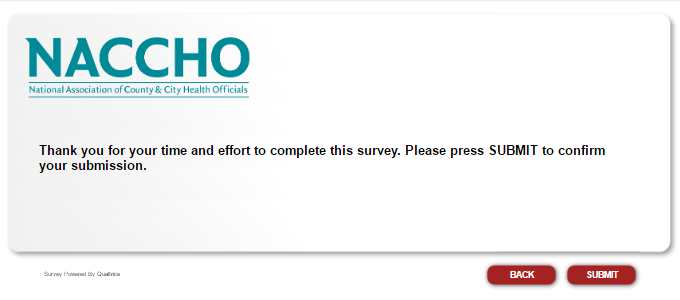 NACCHO
National Association of County & City Health Officials
Thank you for your time and effort to complete this survey. Please press SUBMIT to confirm
your submission.
Survey Powered By Qualtrics
BACK
SUBMIT